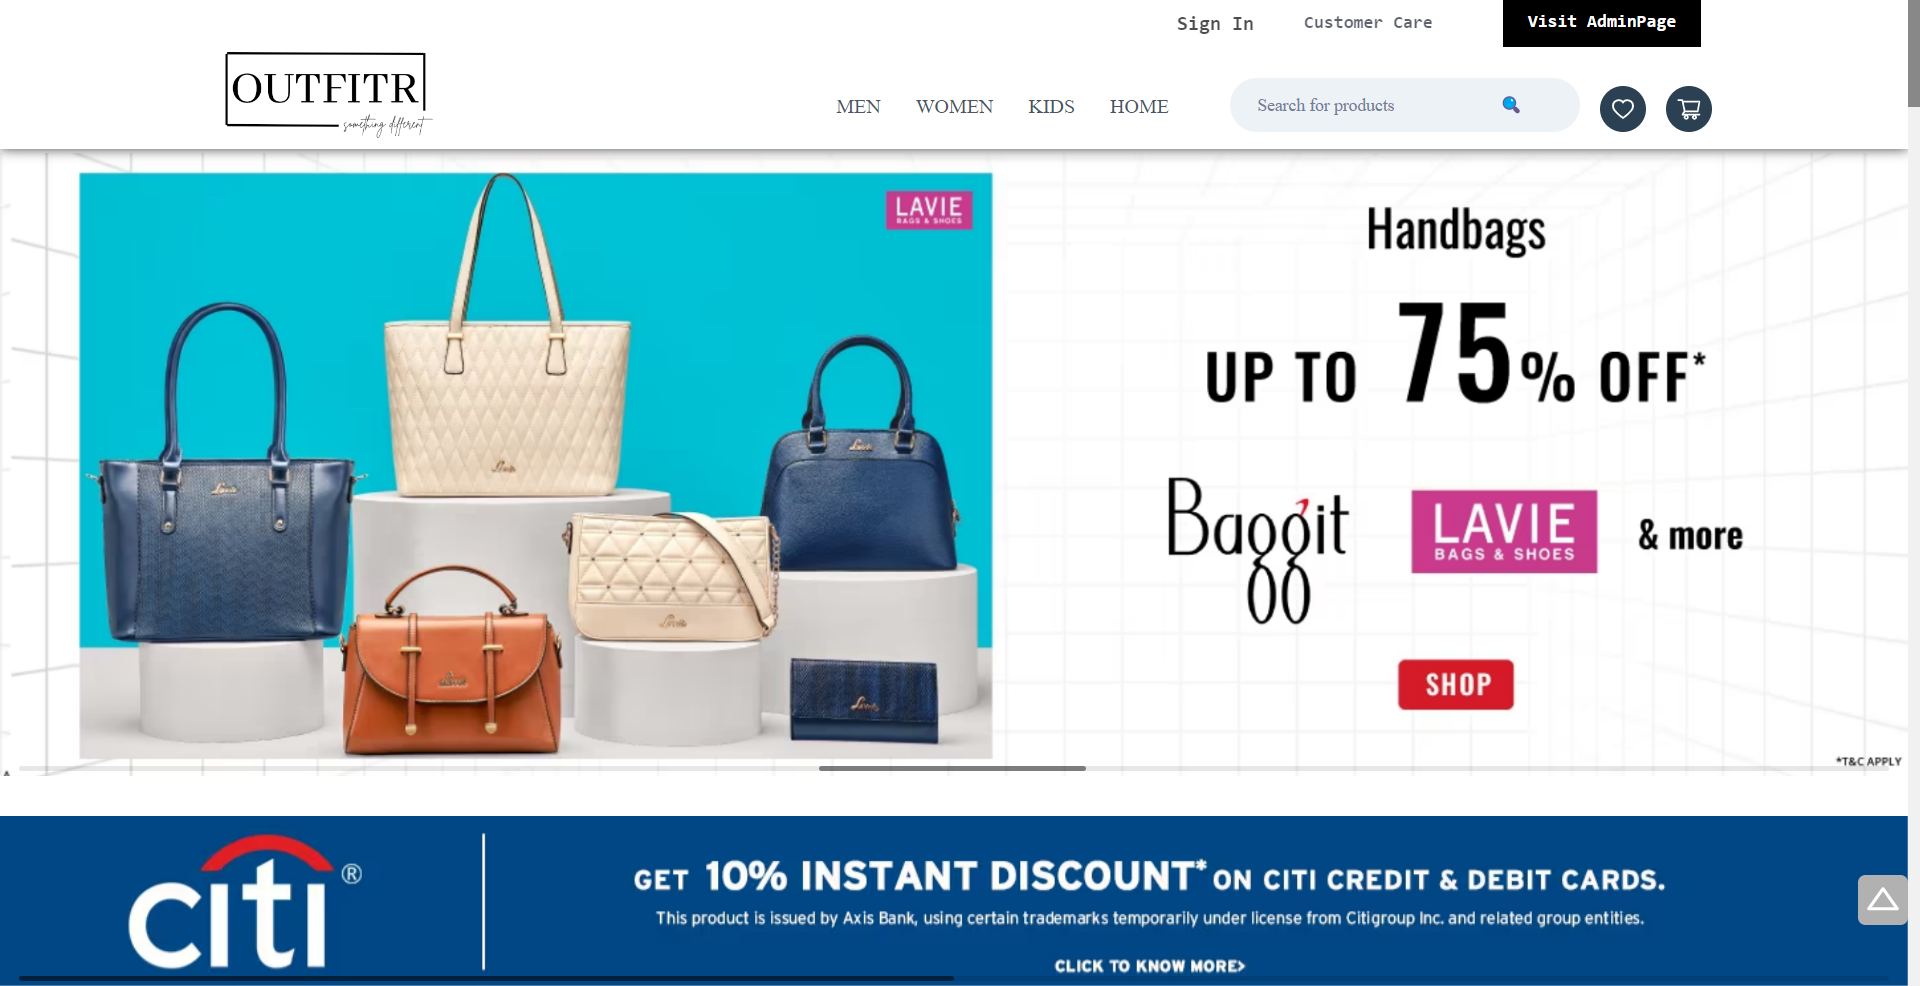 Sign In
Customer Care
Visit AdminPage
OUTFITR
something different
MEN
WOMEN
KIDS
HOME
Search for products
LAVIE
BAGS & SHOES
Handbags
UP TO 75% OFF*
Baggit
LAVIE
BAGS & SHOES
& more
SHOP
*T&C APPLY
citi®
GET 10% INSTANT DISCOUNT* ON CITI CREDIT & DEBIT CARDS.
This product is issued by Axis Bank, using certain trademarks temporarily under license from Citigroup Inc. and related group entities.
CLICK TO KNOW MORE>